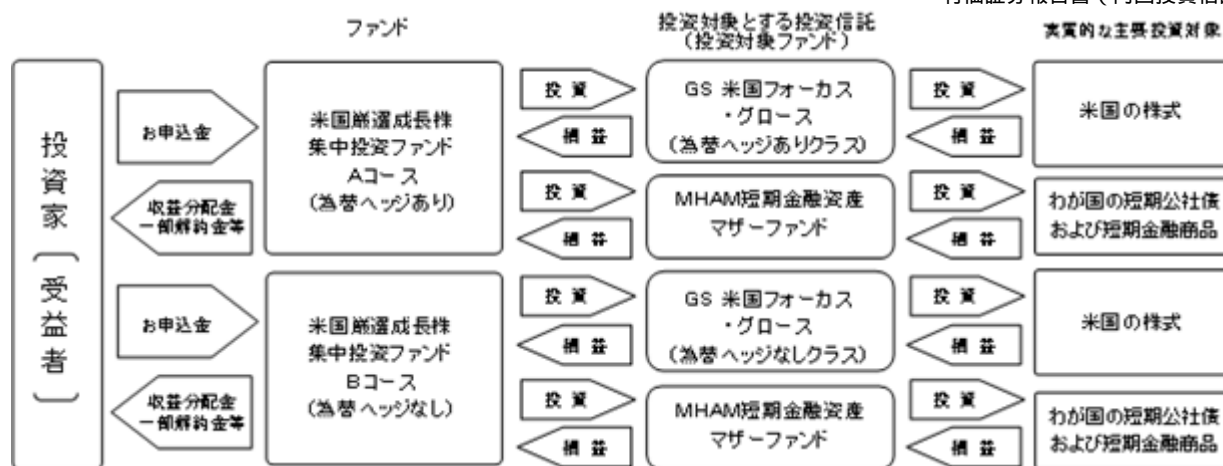 ファンド
投資対象とする投資信託
（投資対象ファンド）
実質的な主要投資対象
投資家〔受益者〕
お申込金
収益分配金
一部解約金等
米国厳選成長株
集中投資ファンド
Aコース
（為替ヘッジあり）
投資
損益
GS 米国フォーカス
・グロース
（為替ヘッジありクラス）
投資
損益
米国の株式
投資
損益
MHAM短期金融資産
マザーファンド
投資
損益
わが国の短期公社債
および短期金融商品
お申込金
収益分配金
一部解約金等
米国厳選成長株
集中投資ファンド
Bコース
（為替ヘッジなし）
投資
損益
GS 米国フォーカス
・グロース
（為替ヘッジなしクラス）
投資
損益
米国の株式
投資
損益
MHAM短期金融資産
マザーファンド
投資
損益
わが国の短期公社債
および短期金融商品